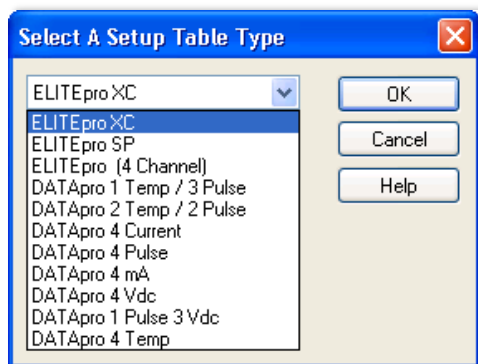 Select A Setup Table Type
ELITEpro XC
OK
Cancel
Help
ELITEpro XC
ELITEpro SP
ELITEpro (4 Channel)
DATApro 1 Temp / 3 Pulse
DATApro 2 Temp / 2 Pulse
DATApro 4 Current
DATApro 4 Pulse
DATApro 4 mA
DATApro 4 Vdc
DATApro 1 Pulse 3 Vdc
DATApro 4 Temp